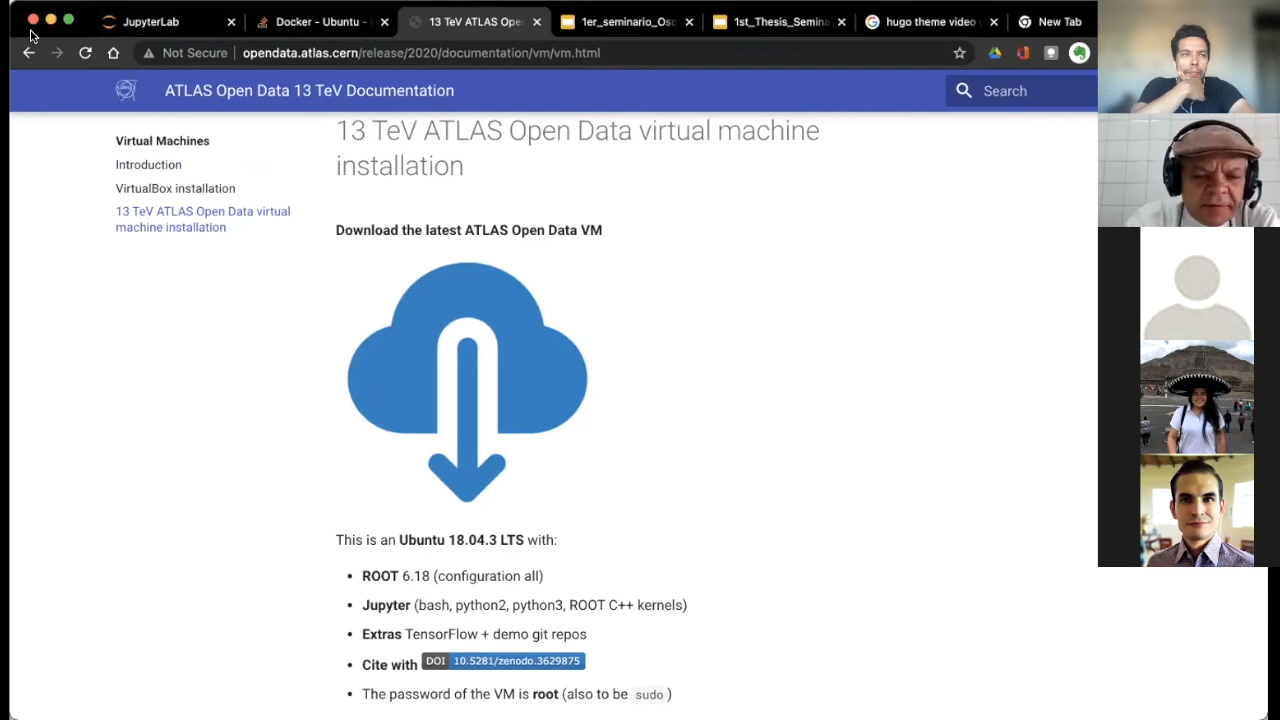 JupyterLab
Docker - Ubuntu -
13 TeV ATLAS Ope
1er_seminario_Osc
1st_Thesis_Semina
hugo theme video
New Tab
Not Secure
opendata.atlas.cern/release/2020/documentation/vm/vm.html
ATLAS Open Data 13 TeV Documentation
Search
Virtual Machines
Introduction
VirtualBox installation
13 TeV ATLAS Open Data virtual
machine installation
13 TeV ATLAS Open Data virtual machine
installation
Download the latest ATLAS Open Data VM
This is an Ubuntu 18.04.3 LTS with:
• ROOT 6.18 (configuration all)
• Jupyter (bash, python2, python3, ROOT C++ kernels)
• Extras TensorFlow + demo git repos
• Cite with DOI 10.5281/zenodo.3629875
• The password of the VM is root (also to be sudo )